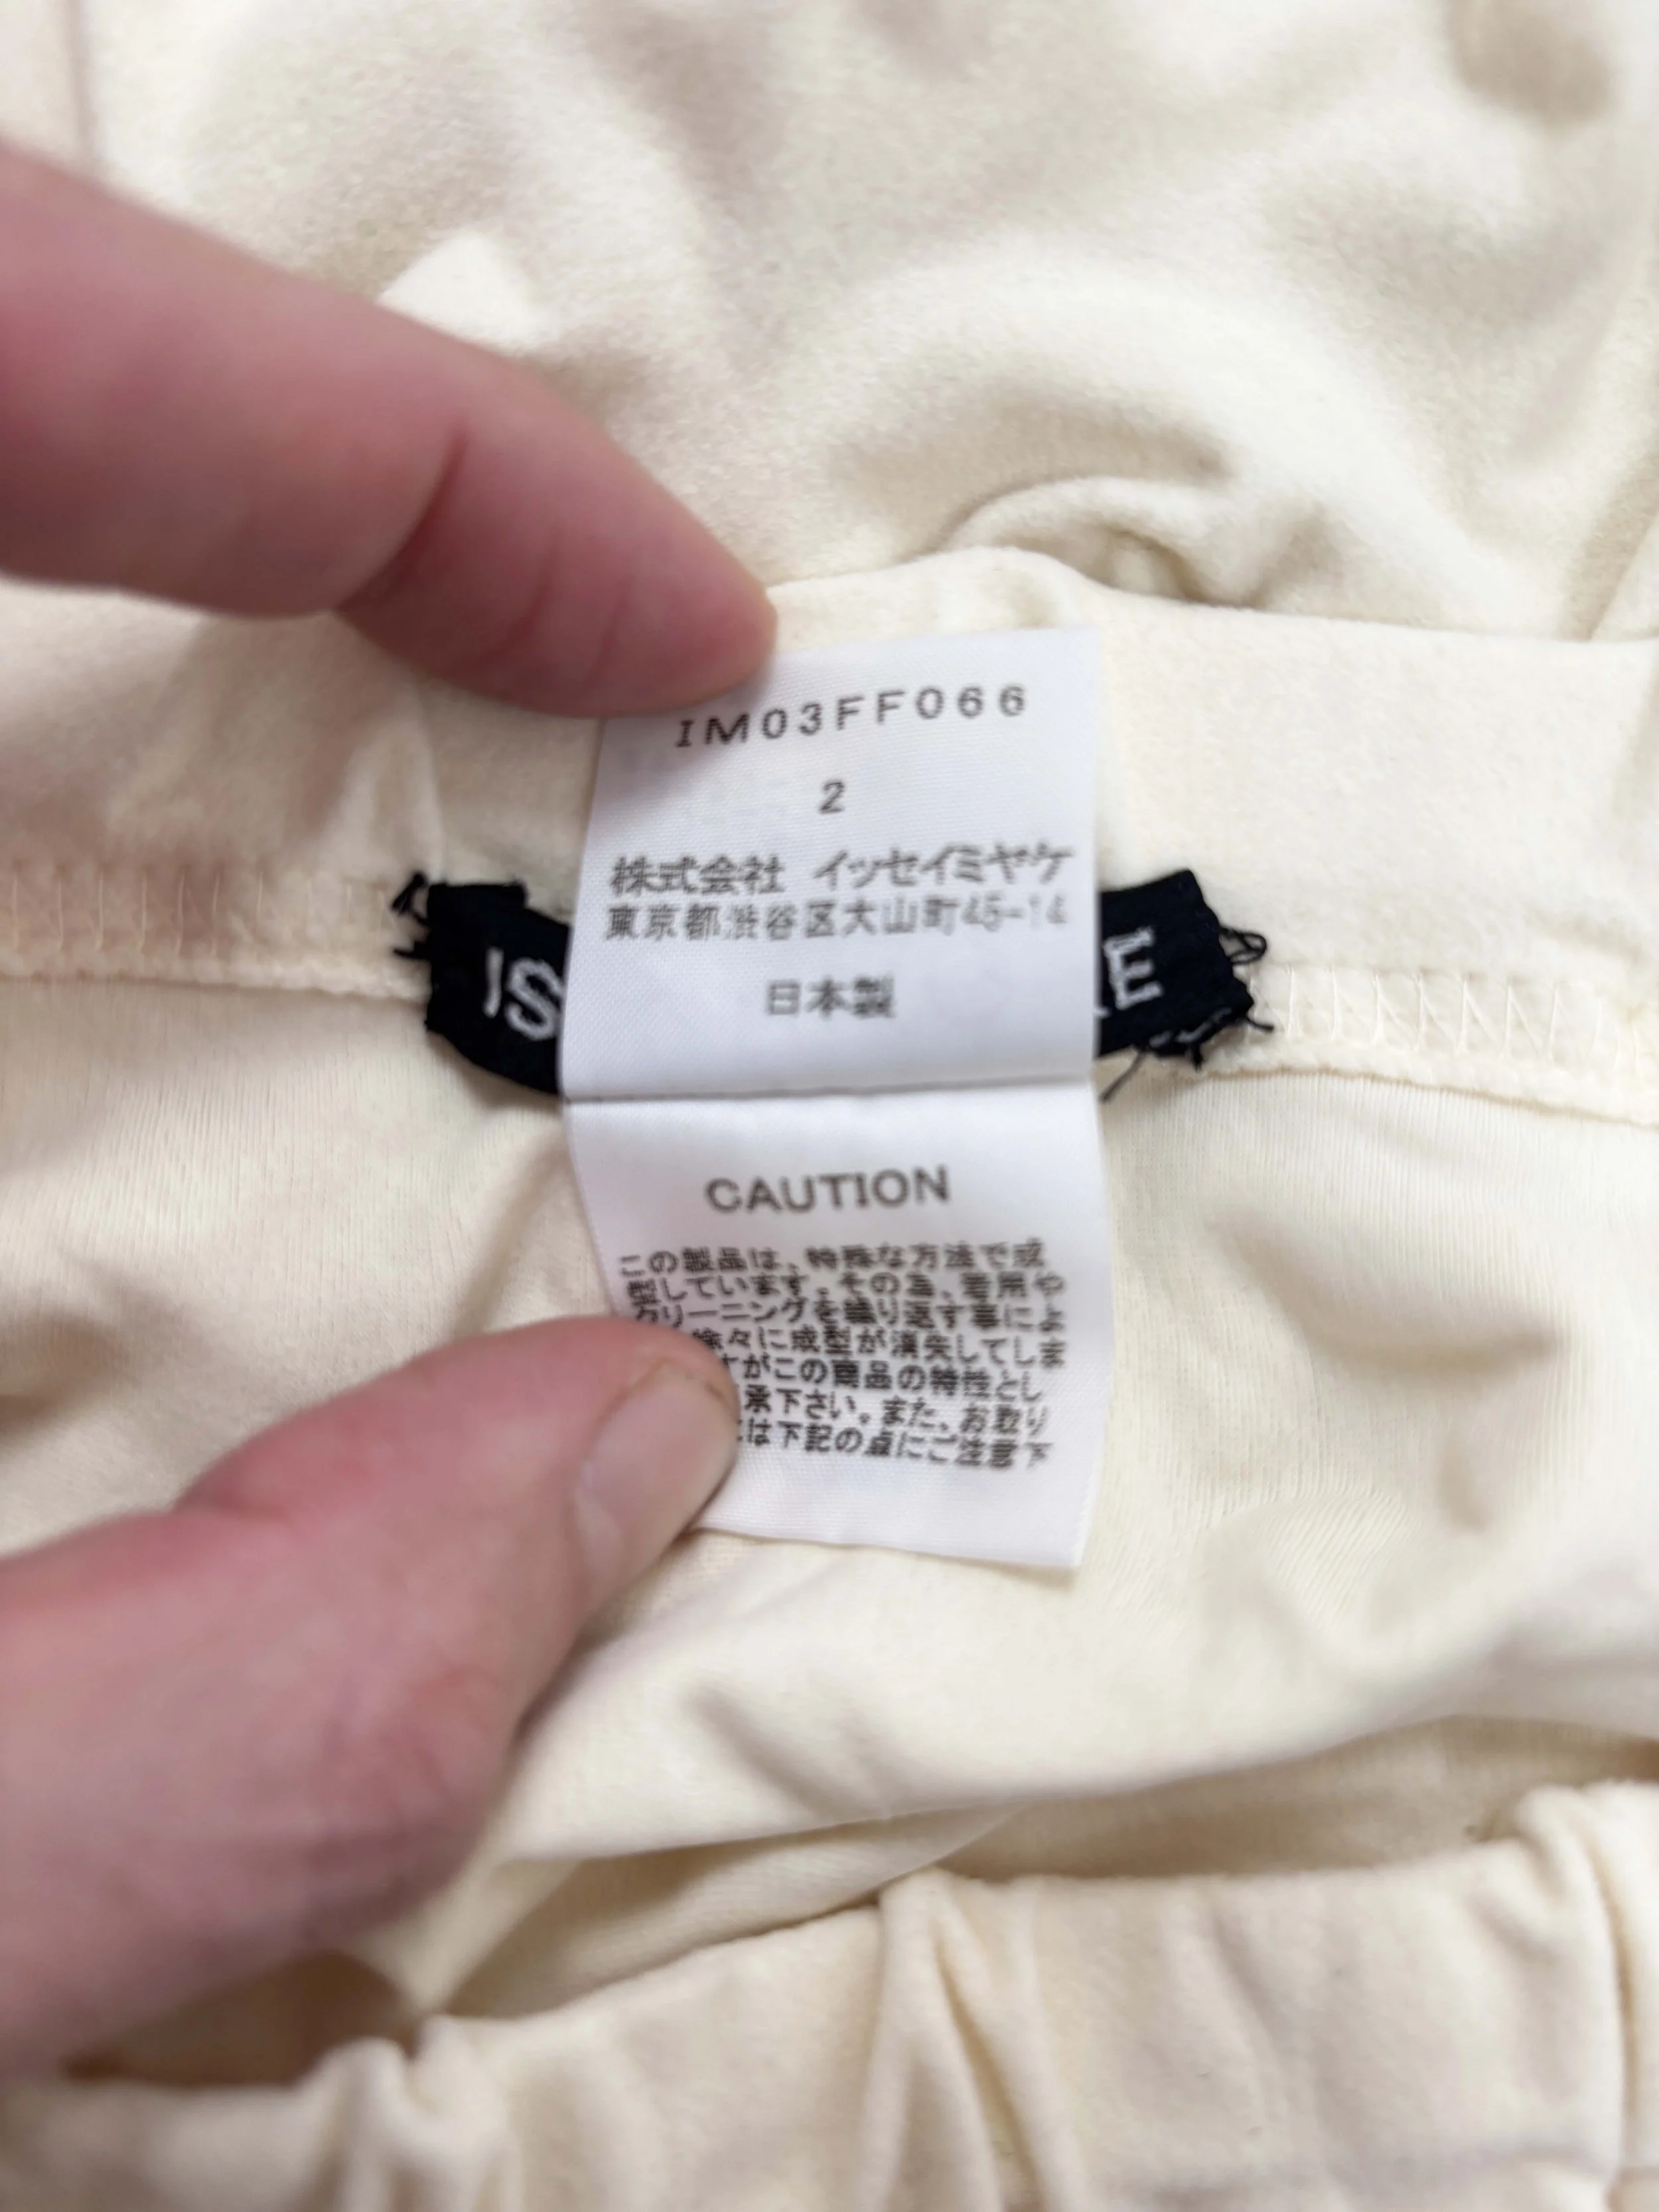 IM03FF066
2
株式会社 イッセイミヤケ
東京都渋谷区大山町45-14
IS
E
日本製
CAUTION
この製品は、特殊な方法で成
型しています。その為、着用や
クリーニングを繰り返す事によ
徐々に成型が消失してしま
すがこの商品の特性とし
承下さい。また、お取り
には下記の点にご注意下